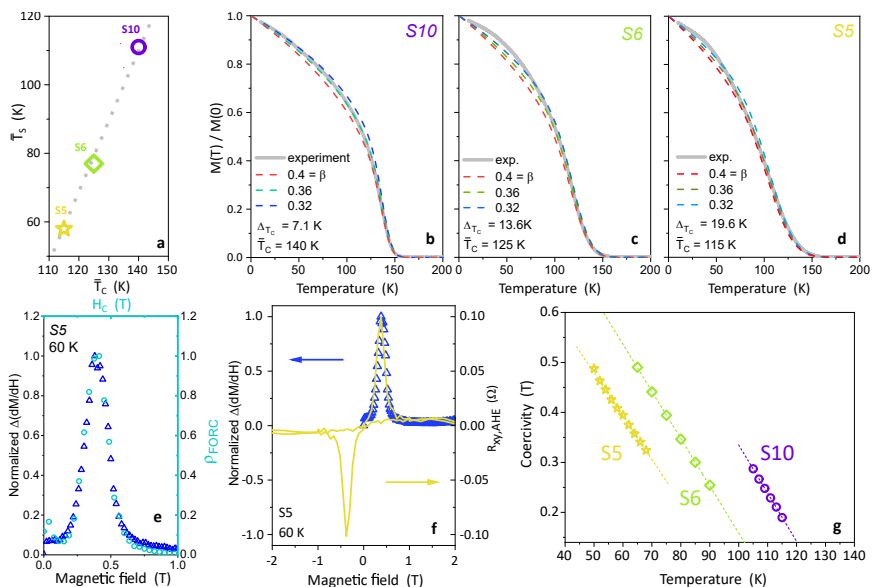 S10
S6
S5
a
T̄S (K)
120
100
80
60
110 120 130 140 150
T̄C (K)
S10
M(T) / M(0)
1.0
0.8
0.6
0.4
0.2
0.0
experiment
0.4 = β
0.36
0.32
ΔTC = 7.1 K
T̄C = 140 K
b
0 50 100 150 200
Temperature (K)
S6
exp.
0.4 = β
0.36
0.32
ΔTC = 13.6K
T̄C = 125 K
c
50 100 150 200
Temperature (K)
S5
exp.
0.4 = β
0.36
0.32
ΔTC = 19.6 K
T̄C = 115 K
d
50 100 150 200
Temperature (K)
HC (T)
S5
60 K
Normalized Δ(dM/dH)
1.2
1.0
0.8
0.6
0.4
0.2
0.0
1.2
1.0
0.8
0.6
0.4
0.2
0.0
ρFORC
e
0.0 0.5 1.0
Magnetic field (T)
Normalized Δ(dM/dH)
1.0
0.5
0.0
-0.5
-1.0
0.10
0.05
0.00
-0.05
-0.10
Rxy,AHE (Ω)
S5
60 K
f
-2 -1 0 1 2
Magnetic field (T)
Coercivity (T)
0.6
0.5
0.4
0.3
0.2
S5
S6
S10
g
40 50 60 70 80 90 100 110 120 130 140
Temperature (K)